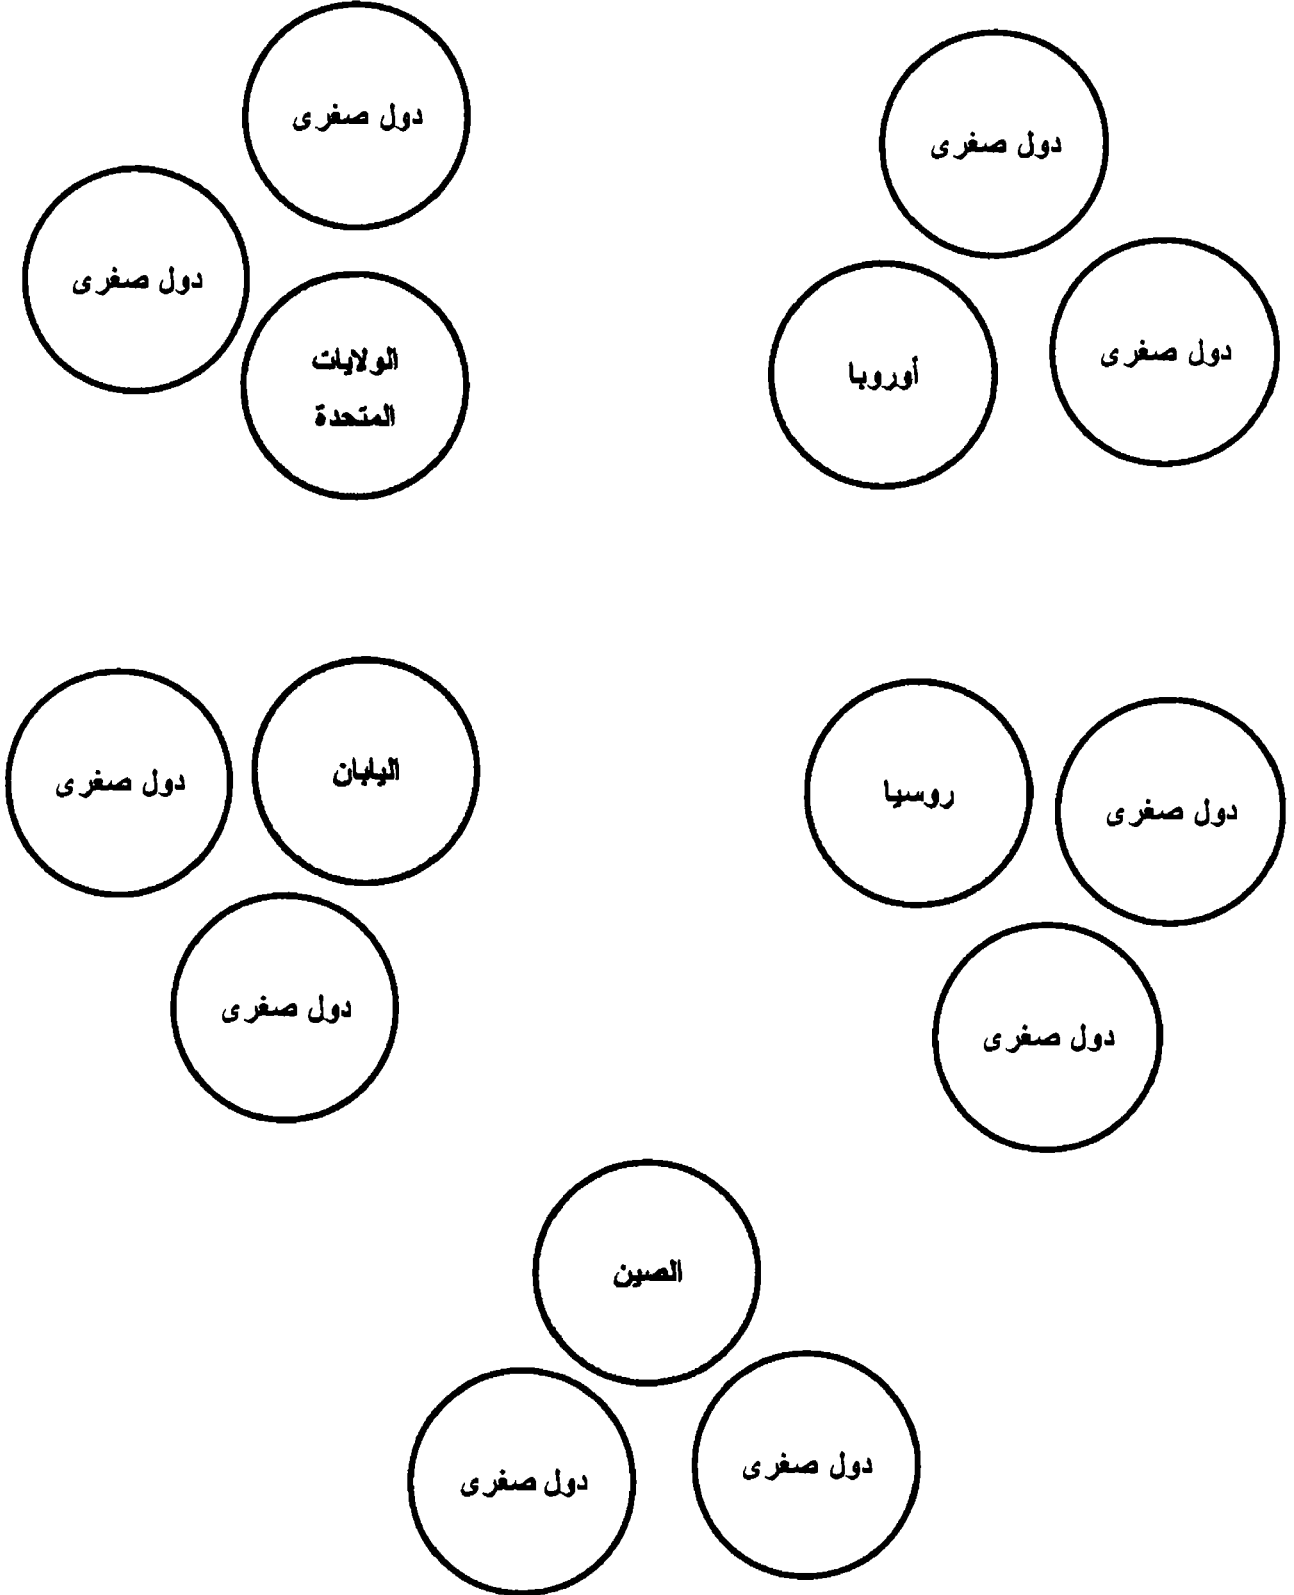 دول صغرى
دول صغرى
دول صغرى
الولايات
المتحدة
أوروبا
دول صغرى
اليابان
دول صغرى
روسيا
دول صغرى
دول صغرى
دول صغرى
الصين
دول صغرى
دول صغرى